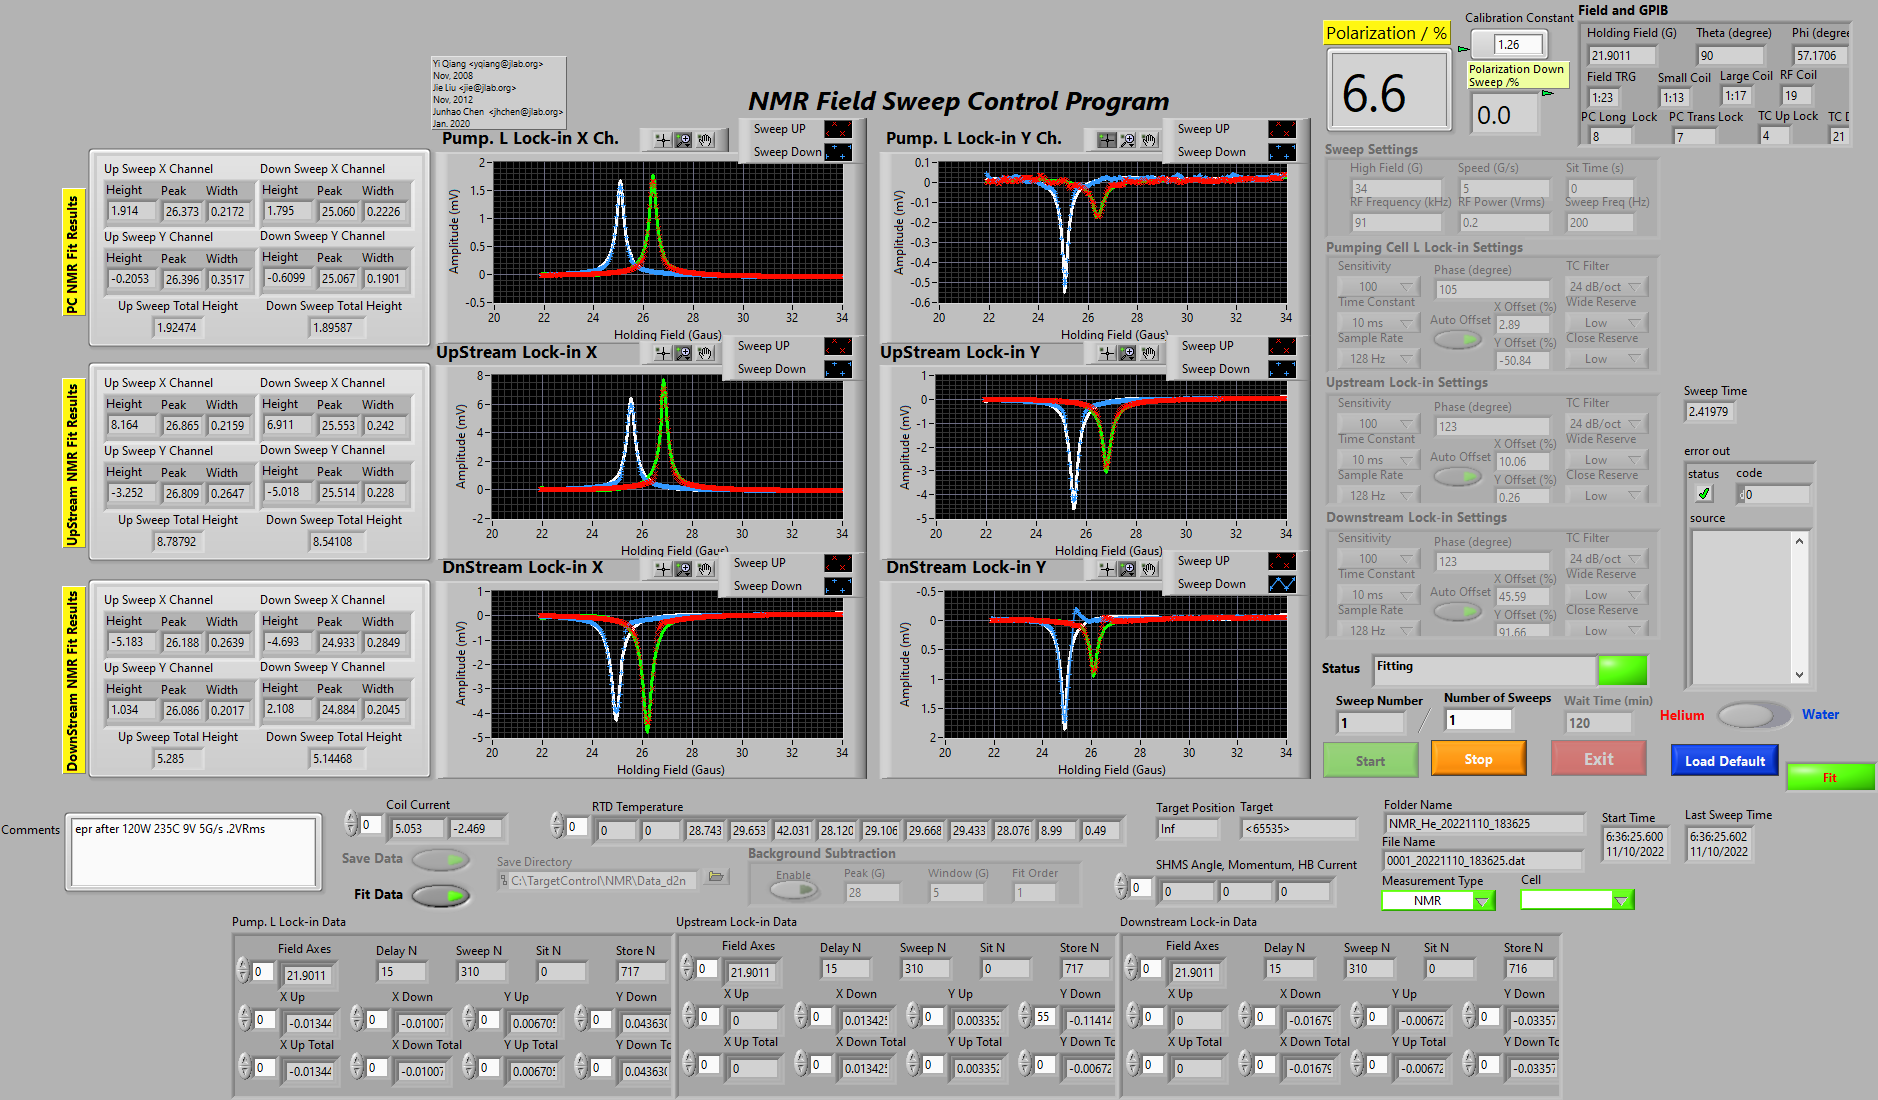 Yi Qiang <yqiang@jlab.org>
Nov, 2008
Jie Liu <jie@jlab.org>
Nov, 2012
Junhao Chen <jhchen@jlab.org>
Jan. 2020
NMR Field Sweep Control Program
Polarization / %
6.6
Calibration Constant
1.26
Polarization Down
Sweep /%
0.0
Field and GPIB
Holding Field (G) Theta (degree) Phi (degree
21.9011 90 57.1706
Field TRG Small Coil Large Coil RF Coil
1:23 1:13 1:17 19
PC Long Lock PC Trans Lock TC Up Lock TC D
8 7 4 21
PC NMR Fit Results
Up Sweep X Channel Down Sweep X Channel
Height Peak Width Height Peak Width
1.914 26.373 0.2172 1.795 25.060 0.2226
Up Sweep Y Channel Down Sweep Y Channel
Height Peak Width Height Peak Width
-0.2053 26.396 0.3517 -0.6099 25.067 0.1901
Up Sweep Total Height Down Sweep Total Height
1.92474 1.89587
Pump. L Lock-in X Ch.
Sweep UP
Sweep Down
Amplitude (mV)
2
1.5
1
0.5
0
-0.5
20 22 24 26 28 30 32 34
Holding Field (Gaus)
Pump. L Lock-in Y Ch.
Sweep UP
Sweep Down
Amplitude (mV)
0.1
0
-0.1
-0.2
-0.3
-0.4
-0.5
-0.6
20 22 24 26 28 30 32 34
Holding Field (Gaus)
UpStream NMR Fit Results
Up Sweep X Channel Down Sweep X Channel
Height Peak Width Height Peak Width
8.164 26.865 0.2159 6.911 25.553 0.242
Up Sweep Y Channel Down Sweep Y Channel
Height Peak Width Height Peak Width
-3.252 26.809 0.2647 -5.018 25.514 0.228
Up Sweep Total Height Down Sweep Total Height
8.78792 8.54108
UpStream Lock-in X
Sweep UP
Sweep Down
Amplitude (mV)
8
6
4
2
0
-2
20 22 24 26 28 30 32 34
Holding Field (Gaus)
UpStream Lock-in Y
Sweep UP
Sweep Down
Amplitude (mV)
1
0
-1
-2
-3
-4
-5
20 22 24 26 28 30 32 34
Holding Field (Gaus)
DownStream NMR Fit Results
Up Sweep X Channel Down Sweep X Channel
Height Peak Width Height Peak Width
-5.183 26.188 0.2639 -4.693 24.933 0.2849
Up Sweep Y Channel Down Sweep Y Channel
Height Peak Width Height Peak Width
1.034 26.086 0.2017 2.108 24.884 0.2045
Up Sweep Total Height Down Sweep Total Height
5.285 5.14468
DnStream Lock-in X
Sweep UP
Sweep Down
Amplitude (mV)
1
0
-1
-2
-3
-4
-5
20 22 24 26 28 30 32 34
Holding Field (Gaus)
DnStream Lock-in Y
Sweep UP
Sweep Down
Amplitude (mV)
-0.5
0
0.5
1
1.5
2
20 22 24 26 28 30 32 34
Holding Field (Gaus)
Sweep Settings
High Field (G) Speed (G/s) Sit Time (s)
34 5 0
RF Frequency (kHz) RF Power (Vrms) Sweep Freq (Hz)
91 0.2 200
Pumping Cell L Lock-in Settings
Sensitivity Phase (degree) TC Filter
100 105 24 dB/oct
Time Constant X Offset (%) Wide Reserve
10 ms Auto Offset 2.89 Low
Sample Rate Y Offset (%) Close Reserve
128 Hz -50.84 Low
Upstream Lock-in Settings
Sensitivity Phase (degree) TC Filter
100 123 24 dB/oct
Time Constant X Offset (%) Wide Reserve
10 ms Auto Offset 10.06 Low
Sample Rate Y Offset (%) Close Reserve
128 Hz 0.26 Low
Downstream Lock-in Settings
Sensitivity Phase (degree) TC Filter
100 123 24 dB/oct
Time Constant X Offset (%) Wide Reserve
10 ms Auto Offset 45.59 Low
Sample Rate Y Offset (%) Close Reserve
128 Hz 91.66 Low
Sweep Time
2.41979
error out
status code
0
source
Status Fitting
Sweep Number Number of Sweeps Wait Time (min)
1 / 1 120
Helium Water
Start Stop Exit Load Default Fit
Comments
epr after 120W 235C 9V 5G/s .2VRms
Coil Current
0 5.053 -2.469
Save Data
Fit Data
RTD Temperature
0 0 0 28.743 29.653 42.031 28.120 29.106 29.668 29.433 28.076 8.99 0.49
Save Directory
C:\TargetControl\NMR\Data_d2n
Background Subtraction
Enable Peak (G) Window (G) Fit Order
28 5 1
Target Position Target
Inf <65535>
SHMS Angle, Momentum, HB Current
0 0 0 0
Folder Name
NMR_He_20221110_183625
File Name
0001_20221110_183625.dat
Measurement Type Cell
NMR
Start Time
6:36:25.600
11/10/2022
Last Sweep Time
6:36:25.602
11/10/2022
Pump. L Lock-in Data
Field Axes Delay N Sweep N Sit N Store N
0 21.9011 15 310 0 717
X Up X Down Y Up Y Down
0 -0.01344 0 -0.01007 0 0.006705 0 0.043630
X Up Total X Down Total Y Up Total Y Down Tc
0 -0.01344 0 -0.01007 0 0.006705 0 0.043630
Upstream Lock-in Data
Field Axes Delay N Sweep N Sit N Store N
0 21.9011 15 310 0 717
X Up X Down Y Up Y Down
0 0 0 0.013425 0 0.003352 55 -0.11414
X Up Total X Down Total Y Up Total Y Down Tc
0 0 0 0.013425 0 0.003352 0 -0.00672
Downstream Lock-in Data
Field Axes Delay N Sweep N Sit N Store N
0 21.9011 15 310 0 716
X Up X Down Y Up Y Down
0 0 0 -0.01679 0 -0.00672 0 -0.03357
X Up Total X Down Total Y Up Total Y Down Tc
0 0 0 -0.01679 0 -0.00672 0 -0.03357